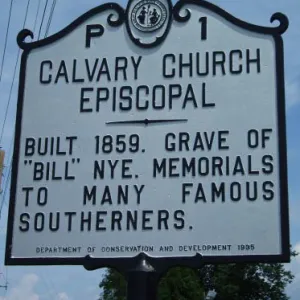 P 1
CALVARY CHURCH
EPISCOPAL
BUILT 1859. GRAVE OF
"BILL" NYE. MEMORIALS
TO MANY FAMOUS
SOUTHERNERS.
DEPARTMENT OF CONSERVATION AND DEVELOPMENT 1935